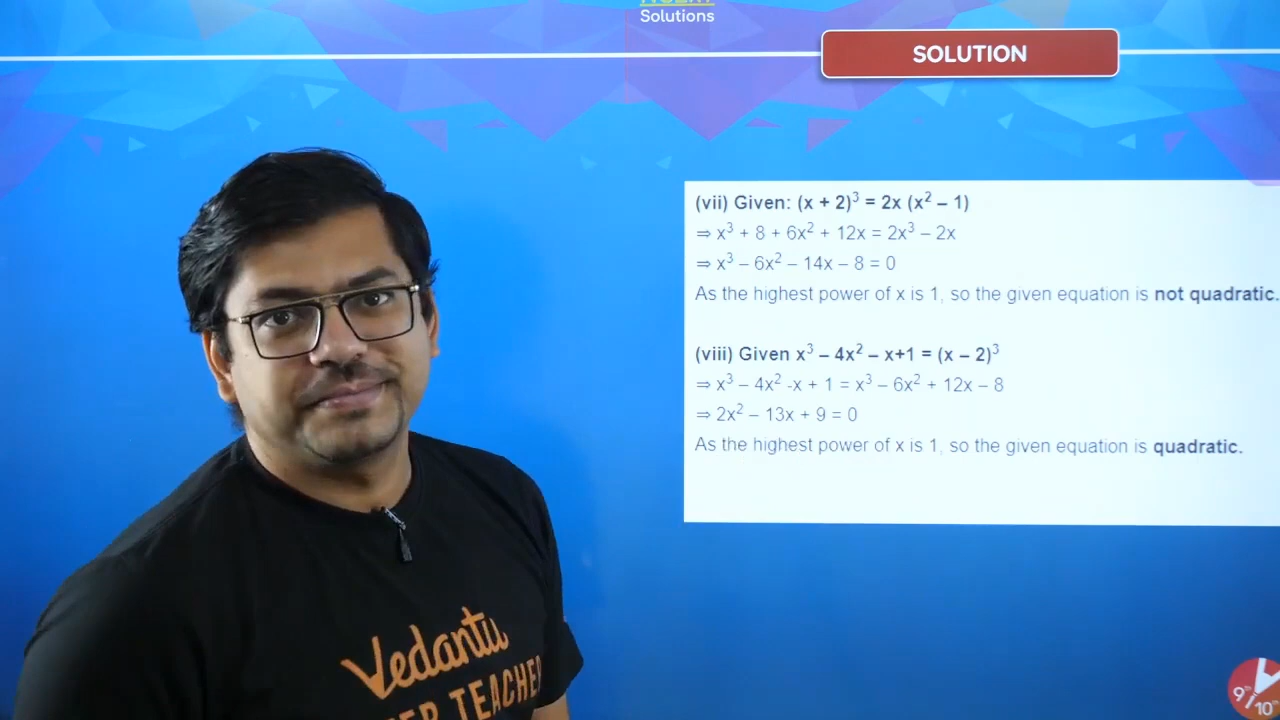 Solutions
SOLUTION
(vii) Given: (x + 2)³ = 2x (x² – 1)
⇒ x³ + 8 + 6x² + 12x = 2x³ – 2x
⇒ x³ – 6x² – 14x – 8 = 0
As the highest power of x is 1, so the given equation is not quadratic.
(viii) Given x³ – 4x² – x+1 = (x – 2)³
⇒ x³ – 4x² -x + 1 = x³ – 6x² + 12x – 8
⇒ 2x² – 13x + 9 = 0
As the highest power of x is 1, so the given equation is quadratic.
Vedantu
TEACHER
9th
10th